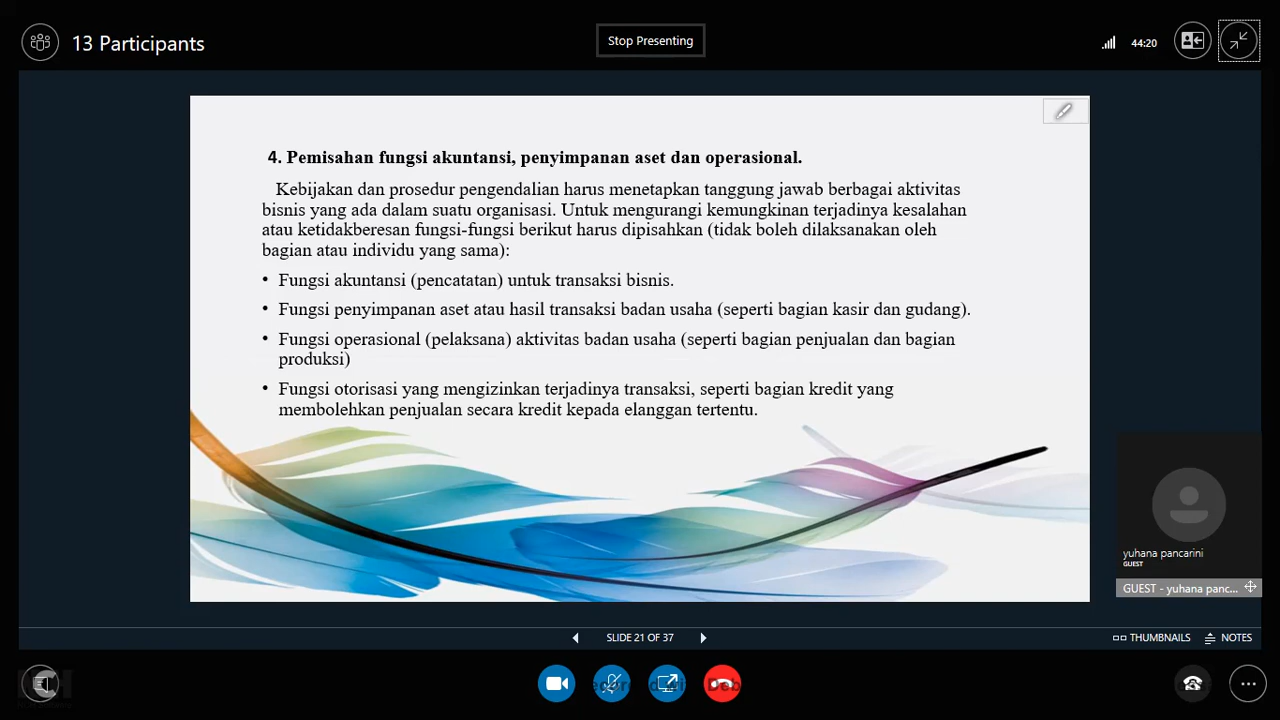 13 Participants
Stop Presenting
44:20
4. Pemisahan fungsi akuntansi, penyimpanan aset dan operasional.
Kebijakan dan prosedur pengendalian harus menetapkan tanggung jawab berbagai aktivitas
bisnis yang ada dalam suatu organisasi. Untuk mengurangi kemungkinan terjadinya kesalahan
atau ketidakberesan fungsi-fungsi berikut harus dipisahkan (tidak boleh dilaksanakan oleh
bagian atau individu yang sama):
• Fungsi akuntansi (pencatatan) untuk transaksi bisnis.
• Fungsi penyimpanan aset atau hasil transaksi badan usaha (seperti bagian kasir dan gudang).
• Fungsi operasional (pelaksana) aktivitas badan usaha (seperti bagian penjualan dan bagian
produksi)
• Fungsi otorisasi yang mengizinkan terjadinya transaksi, seperti bagian kredit yang
membolehkan penjualan secara kredit kepada elanggan tertentu.
yuhana pancarini
GUEST
GUEST - yuhana panc...
SLIDE 21 OF 37
THUMBNAILS
NOTES